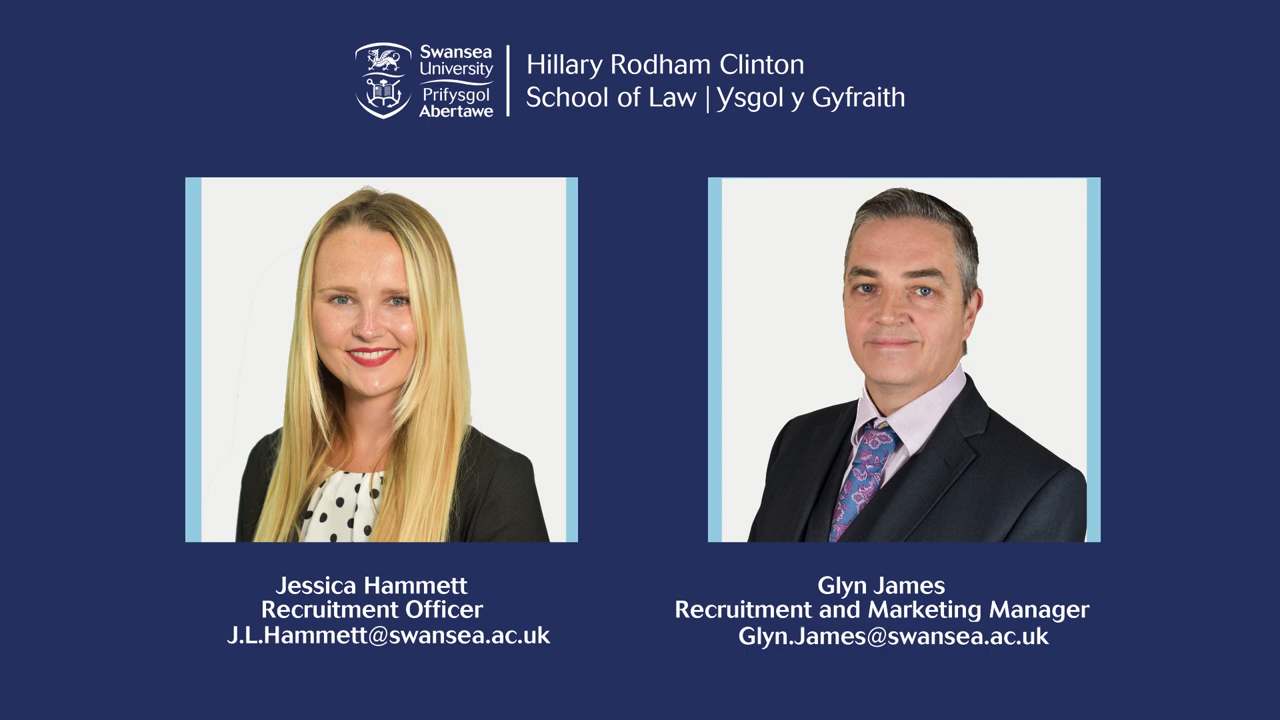 Swansea
University
Prifysgol
Abertawe
Hillary Rodham Clinton
School of Law | Ysgol y Gyfraith
Jessica Hammett
Recruitment Officer
J.L.Hammett@swansea.ac.uk
Glyn James
Recruitment and Marketing Manager
Glyn.James@swansea.ac.uk